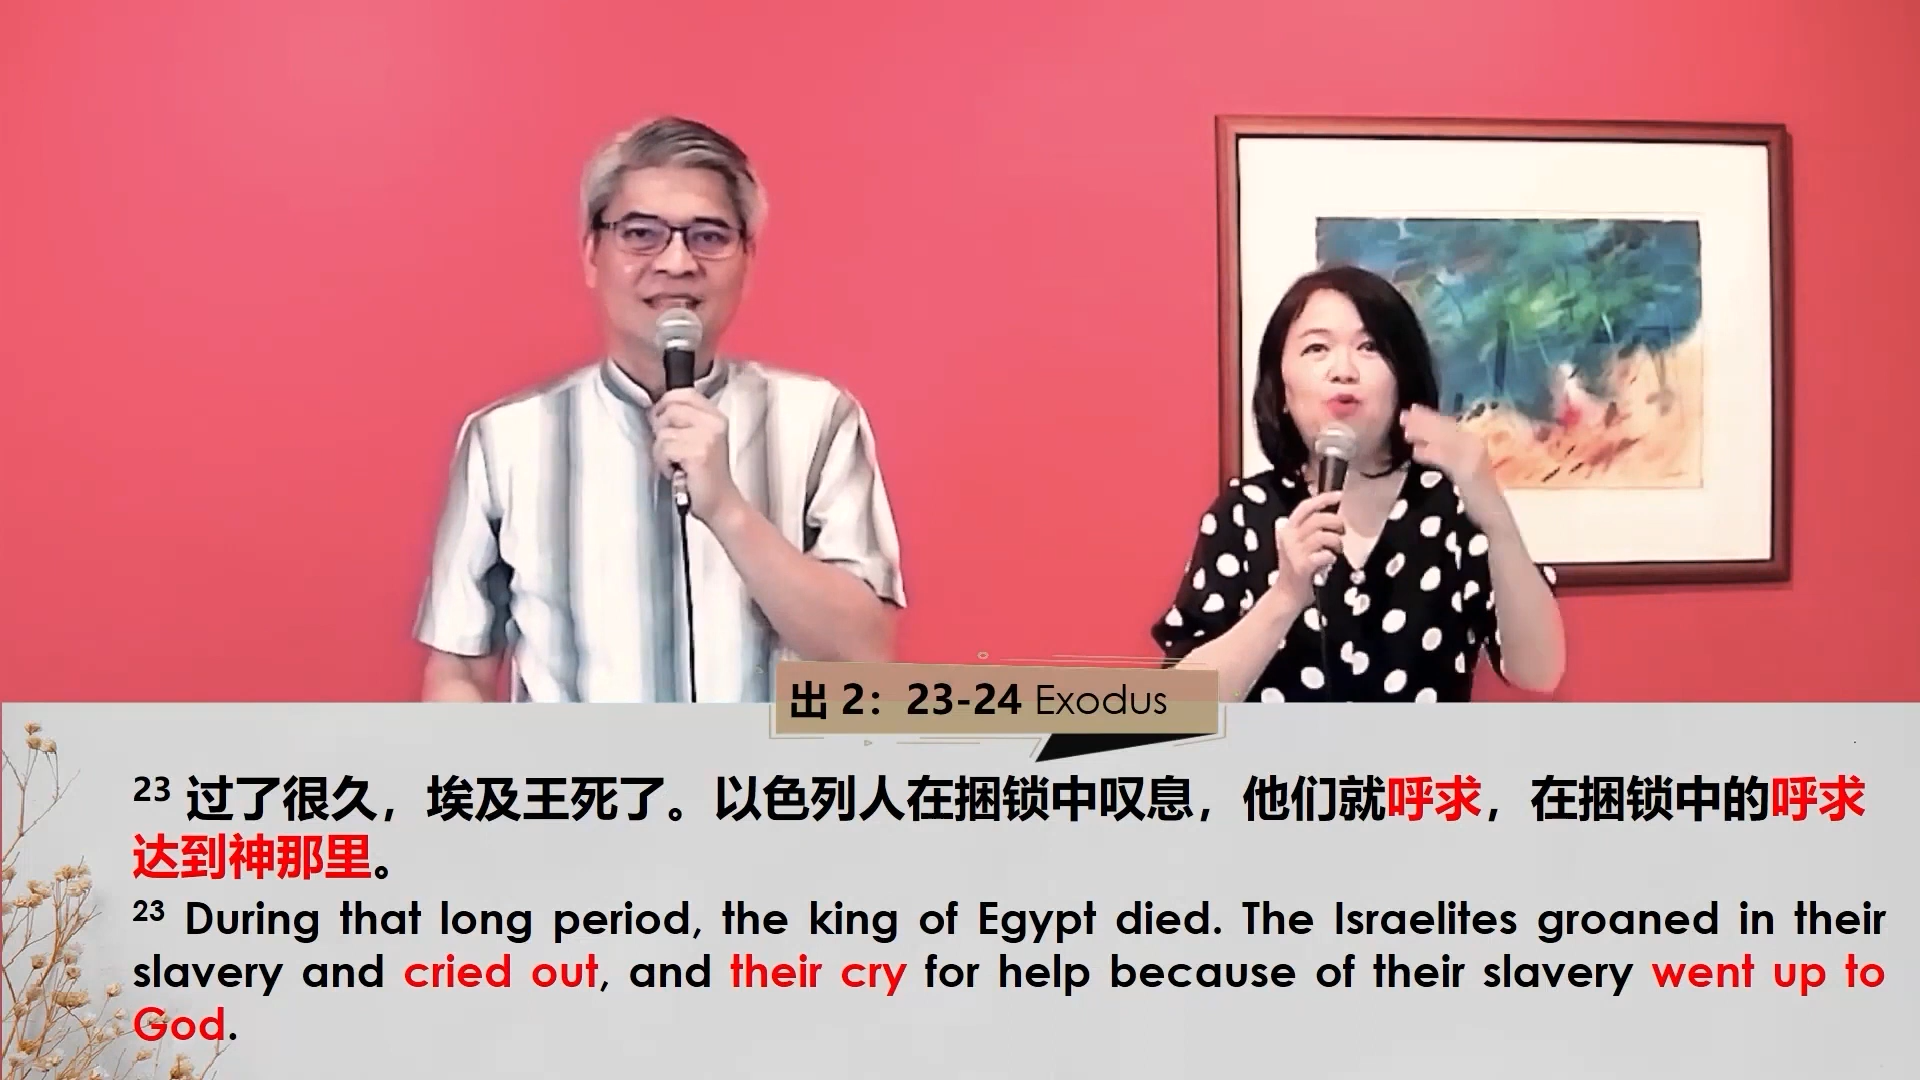 出 2：23-24 Exodus
23 过了很久，埃及王死了。以色列人在捆锁中叹息，他们就呼求，在捆锁中的呼求
达到神那里。
23 During that long period, the king of Egypt died. The Israelites groaned in their
slavery and cried out, and their cry for help because of their slavery went up to
God.